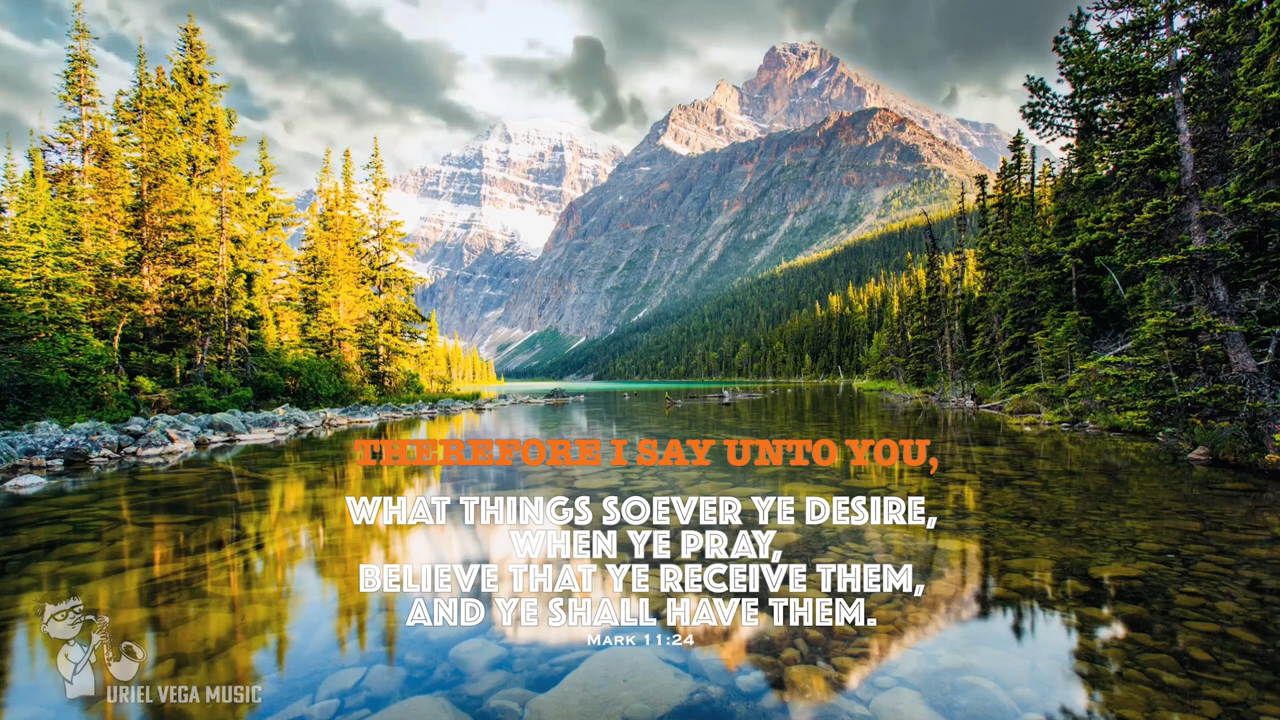 THEREFORE I SAY UNTO YOU,
WHAT THINGS SOEVER YE DESIRE,
WHEN YE PRAY,
BELIEVE THAT YE RECEIVE THEM,
AND YE SHALL HAVE THEM.
MARK 11:24
URIEL VEGA MUSIC